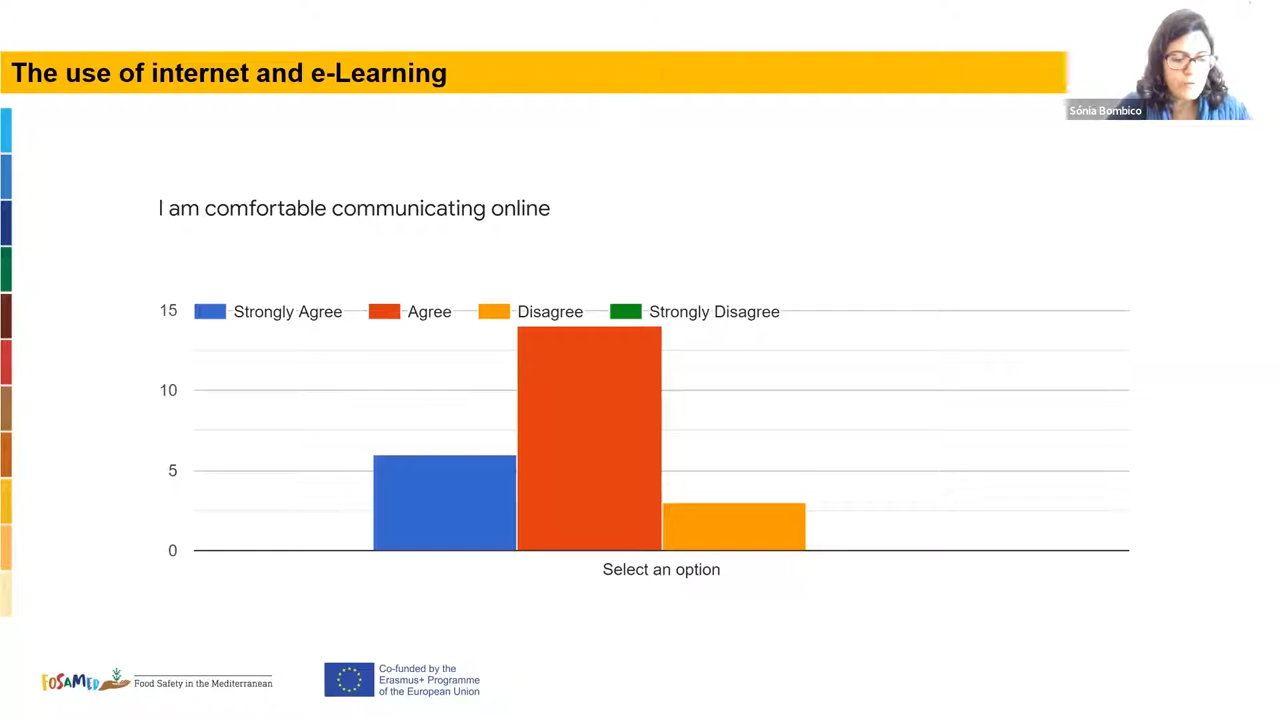 The use of internet and e-Learning
Sónia Bombico
I am comfortable communicating online
15
Strongly Agree
Agree
Disagree
Strongly Disagree
10
5
0
Select an option
FOSAMED
Food Safety in the Mediterranean
Co-funded by the
Erasmus+ Programme
of the European Union